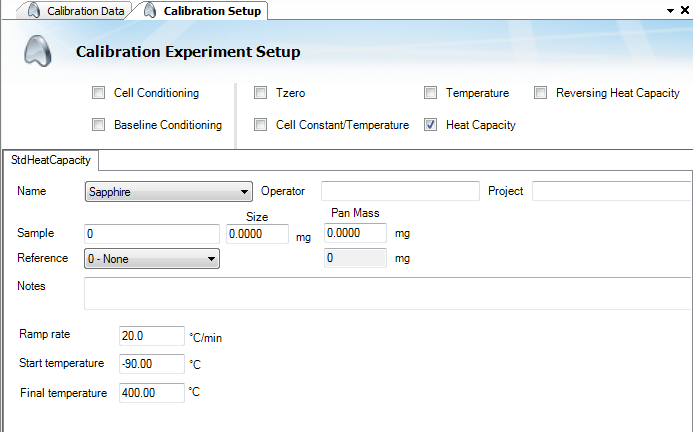 Calibration Data Calibration Setup
Calibration Experiment Setup
Cell Conditioning Tzero Temperature Reversing Heat Capacity
Baseline Conditioning Cell Constant/Temperature Heat Capacity
StdHeatCapacity
Name Sapphire Operator Project
Size Pan Mass
Sample 0 0.0000 mg 0.0000 mg
Reference 0 - None 0 mg
Notes
Ramp rate 20.0 °C/min
Start temperature -90.00 °C
Final temperature 400.00 °C